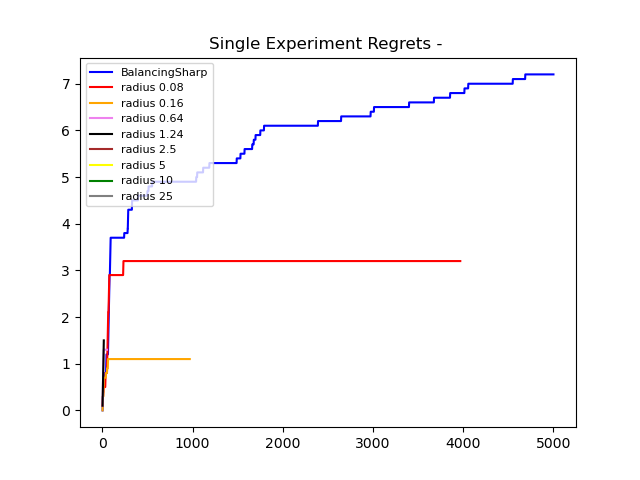 Single Experiment Regrets -
BalancingSharp
radius 0.08
radius 0.16
radius 0.64
radius 1.24
radius 2.5
radius 5
radius 10
radius 25
7
6
5
4
3
2
1
0
0 1000 2000 3000 4000 5000